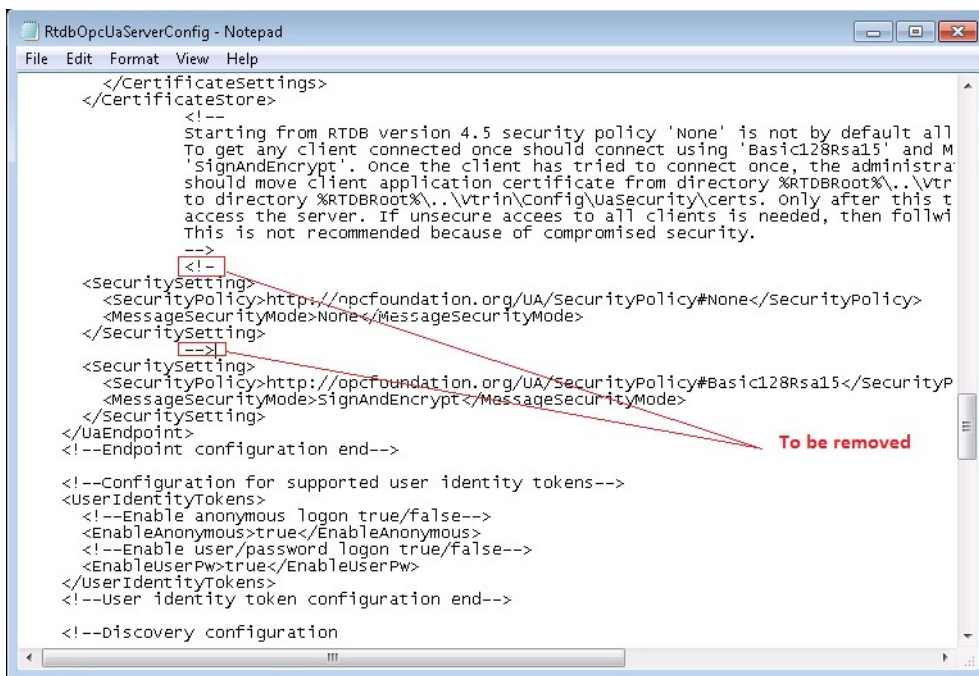 RtdbOpcUaServerConfig - Notepad
File Edit Format View Help
</CertificateSettings>
</CertificateStore>
<!--
Starting from RTDB version 4.5 security policy 'None' is not by default all
To get any client connected once should connect using 'Basic128Rsa15' and M
'SignAndEncrypt'. Once the client has tried to connect once, the administra
should move client application certificate from directory %RTDBRoot%\..\Vtr
to directory %RTDBRoot%\..\Vtrin\Config\UaSecurity\certs. Only after this t
access the server. If unsecure accees to all clients is needed, then follwi
This is not recommended because of compromised security.
-->
<!-
<SecuritySetting>
<SecurityPolicy>http://opcfoundation.org/UA/SecurityPolicy#None</SecurityPolicy>
<MessageSecurityMode>None</MessageSecurityMode>
</SecuritySetting>
-->
<SecuritySetting>
<SecurityPolicy>http://opcfoundation.org/UA/SecurityPolicy#Basic128Rsa15</SecurityP
<MessageSecurityMode>SignAndEncrypt</MessageSecurityMode>
</SecuritySetting>
</UaEndpoint>
To be removed
<!--Endpoint configuration end-->
<!--Configuration for supported user identity tokens-->
<UserIdentityTokens>
<!--Enable anonymous logon true/false-->
<EnableAnonymous>true</EnableAnonymous>
<!--Enable user/password logon true/false-->
<EnableUserPw>true</EnableUserPw>
</UserIdentityTokens>
<!--User identity token configuration end-->
<!--Discovery configuration